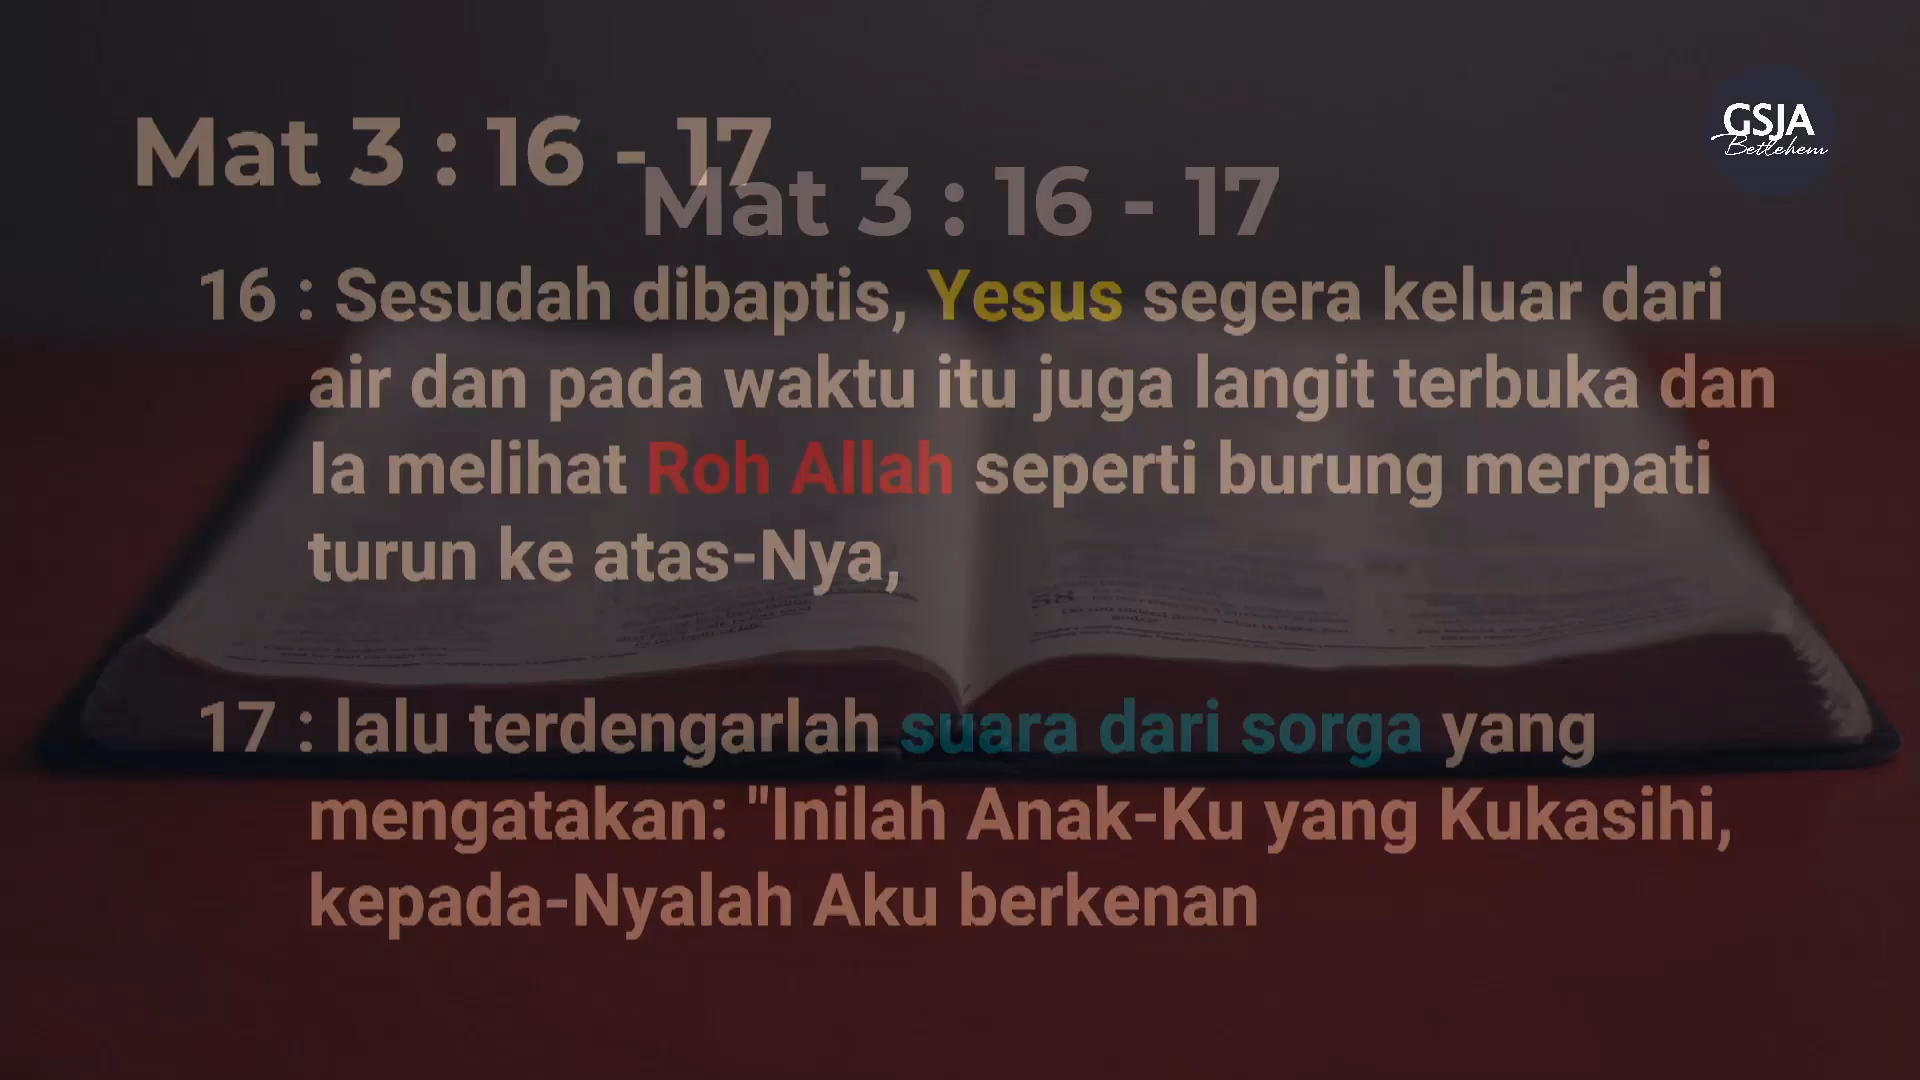 Mat 3 : 16 - 17
GSJA
Betlehem
Mat 3 : 16 - 17
16 : Sesudah dibaptis, Yesus segera keluar dari
air dan pada waktu itu juga langit terbuka dan
Ia melihat Roh Allah seperti burung merpati
turun ke atas-Nya,
17 : lalu terdengarlah suara dari sorga yang
mengatakan: "Inilah Anak-Ku yang Kukasihi,
kepada-Nyalah Aku berkenan